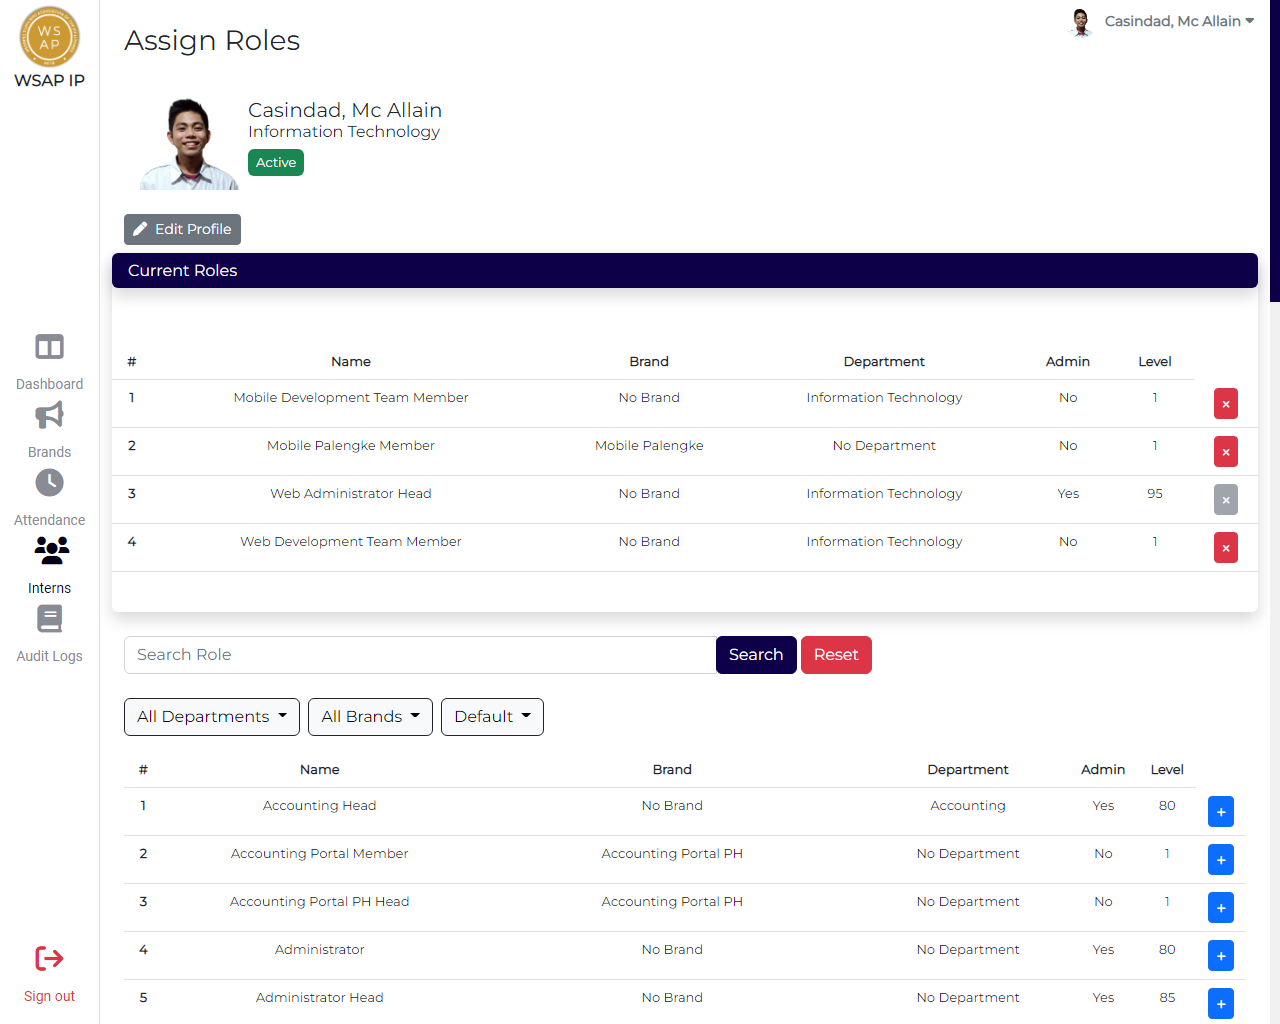 WS
AP
WSAP IP
Assign Roles
Casindad, Mc Allain
Casindad, Mc Allain
Information Technology
Active
Edit Profile
Current Roles
# Name Brand Department Admin Level
1 Mobile Development Team Member No Brand Information Technology No 1 ×
2 Mobile Palengke Member Mobile Palengke No Department No 1 ×
3 Web Administrator Head No Brand Information Technology Yes 95 ×
4 Web Development Team Member No Brand Information Technology No 1 ×
Dashboard
Brands
Attendance
Interns
Audit Logs
Sign out
Search Role Search Reset
All Departments All Brands Default
# Name Brand Department Admin Level
1 Accounting Head No Brand Accounting Yes 80 +
2 Accounting Portal Member Accounting Portal PH No Department No 1 +
3 Accounting Portal PH Head Accounting Portal PH No Department No 1 +
4 Administrator No Brand No Department Yes 80 +
5 Administrator Head No Brand No Department Yes 85 +